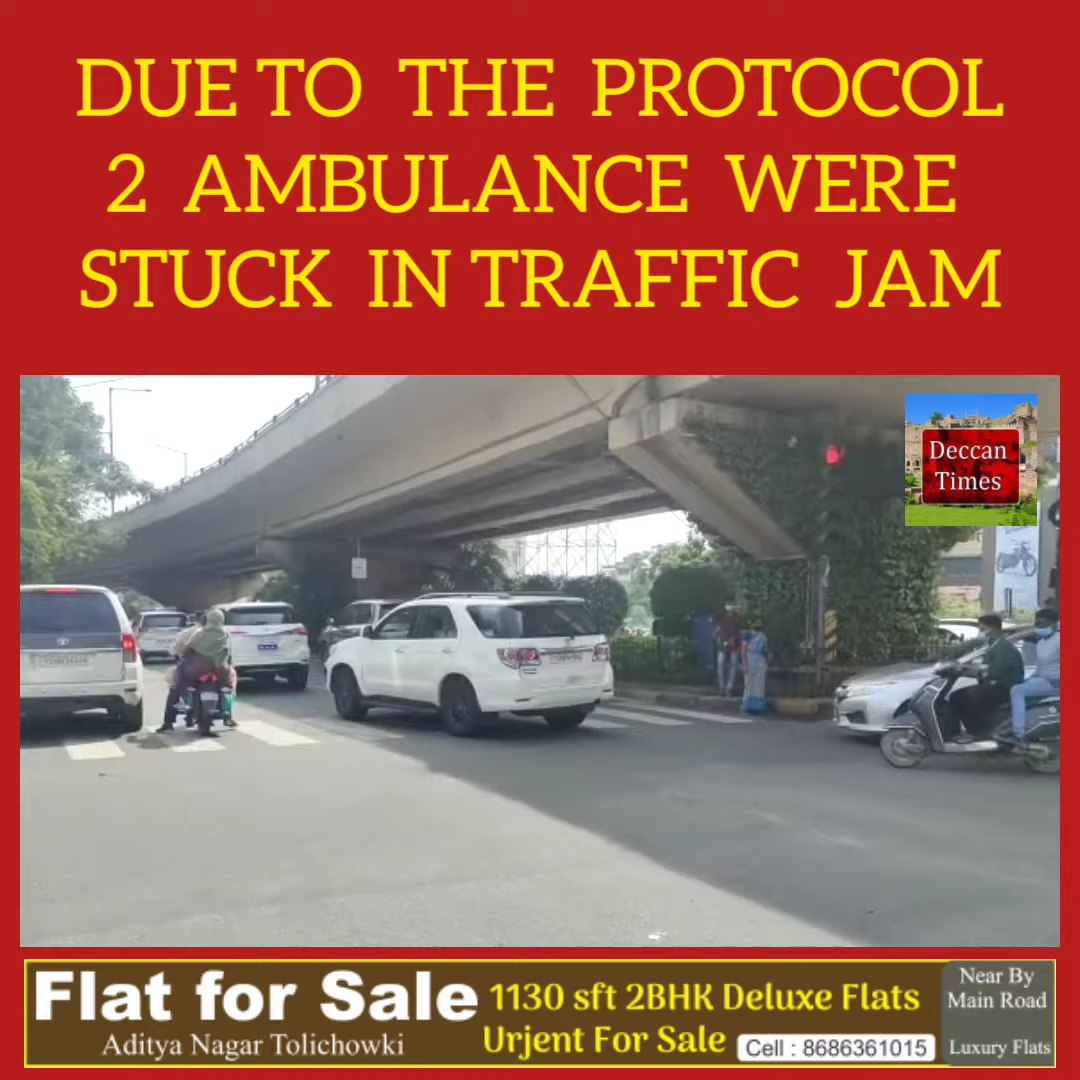 DUE TO THE PROTOCOL
2 AMBULANCE WERE
STUCK IN TRAFFIC JAM
Deccan
Times
Flat for Sale
Aditya Nagar Tolichowki
1130 sft 2BHK Deluxe Flats
Urjent For Sale
Cell : 8686361015
Near By
Main Road
Luxury Flats